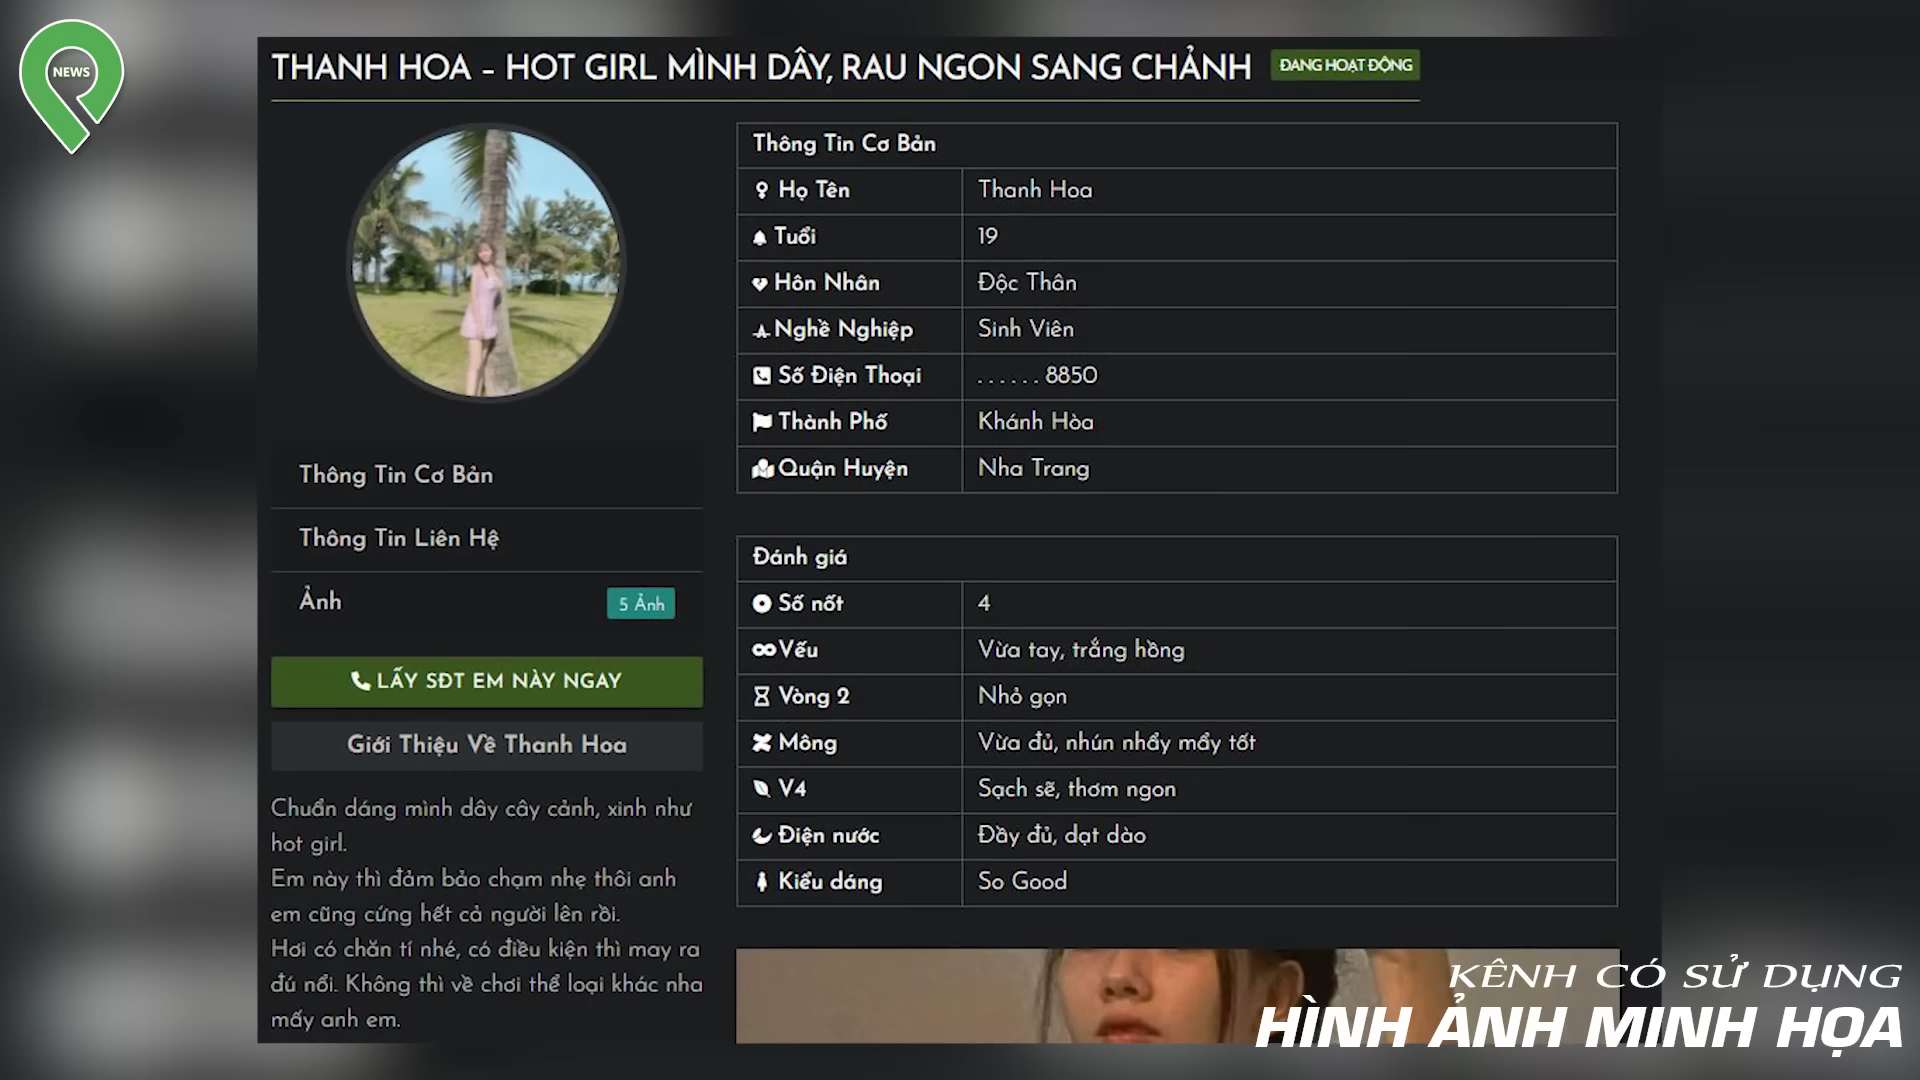 NEWS
THANH HOA – HOT GIRL MÌNH DÂY, RAU NGON SANG CHẢNH
ĐANG HOẠT ĐỘNG
Thông Tin Cơ Bản
Thông Tin Liên Hệ
Ảnh
5 Ảnh
LẤY SĐT EM NÀY NGAY
Giới Thiệu Về Thanh Hoa
Chuẩn dáng mình dây cây cảnh, xinh như
hot girl.
Em này thì đảm bảo chạm nhẹ thôi anh
em cũng cứng hết cả người lên rồi.
Hơi có chăn tí nhé, có điều kiện thì may ra
đú nổi. Không thì về chơi thể loại khác nha
mấy anh em.
Thông Tin Cơ Bản
Họ Tên Thanh Hoa
Tuổi 19
Hôn Nhân Độc Thân
Nghề Nghiệp Sinh Viên
Số Điện Thoại . . . . . . 8850
Thành Phố Khánh Hòa
Quận Huyện Nha Trang
Đánh giá
Số nốt 4
Vếu Vừa tay, trắng hồng
Vòng 2 Nhỏ gọn
Mông Vừa đủ, nhún nhẩy mẩy tốt
V4 Sạch sẽ, thơm ngon
Điện nước Đầy đủ, dạt dào
Kiểu dáng So Good
KÊNH CÓ SỬ DỤNG
HÌNH ẢNH MINH HỌA